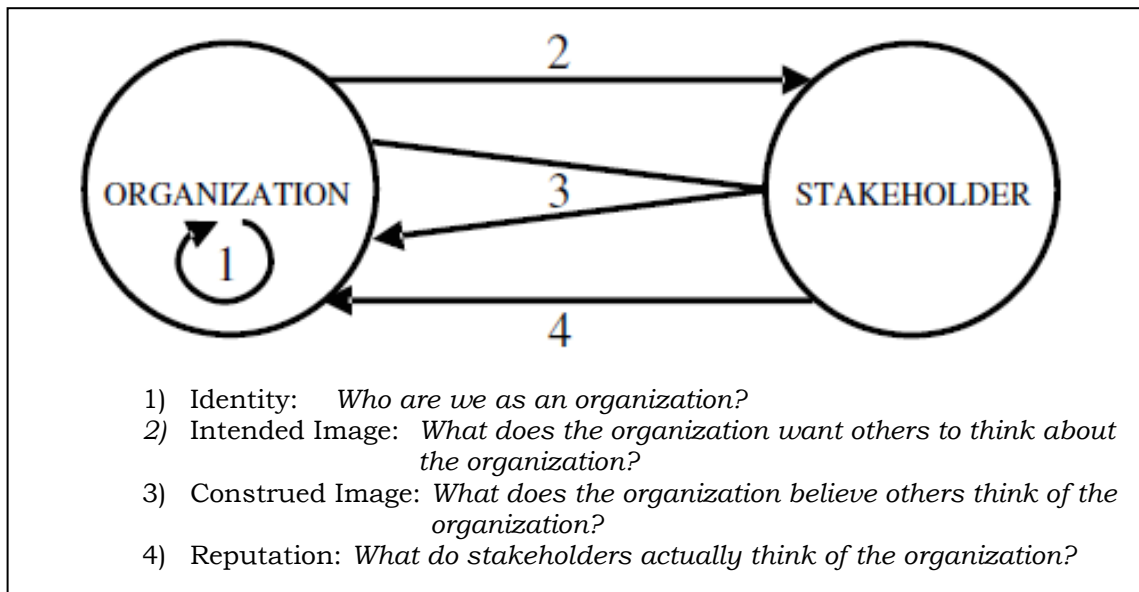 2
ORGANIZATION
3
STAKEHOLDER
1
4
1) Identity: Who are we as an organization?
2) Intended Image: What does the organization want others to think about
the organization?
3) Construed Image: What does the organization believe others think of the
organization?
4) Reputation: What do stakeholders actually think of the organization?